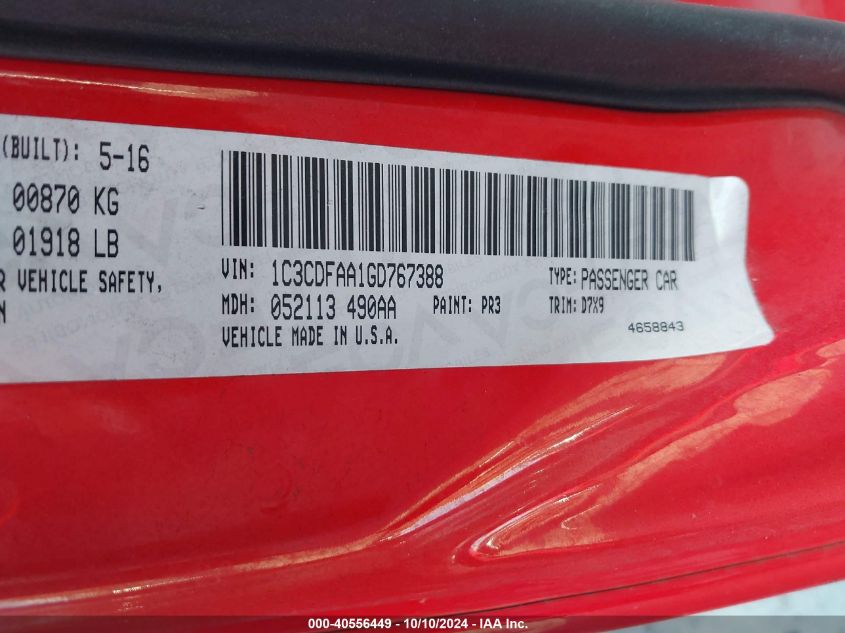 (BUILT): 5-16
00870 KG
01918 LB
R VEHICLE SAFETY,
N
VIN: 1C3CDFAA1GD767388 TYPE: PASSENGER CAR
MDH: 052113 490AA PAINT: PR3 TRIM: D7X9
VEHICLE MADE IN U.S.A. 4658843
000-40556449 - 10/10/2024 - IAA Inc.